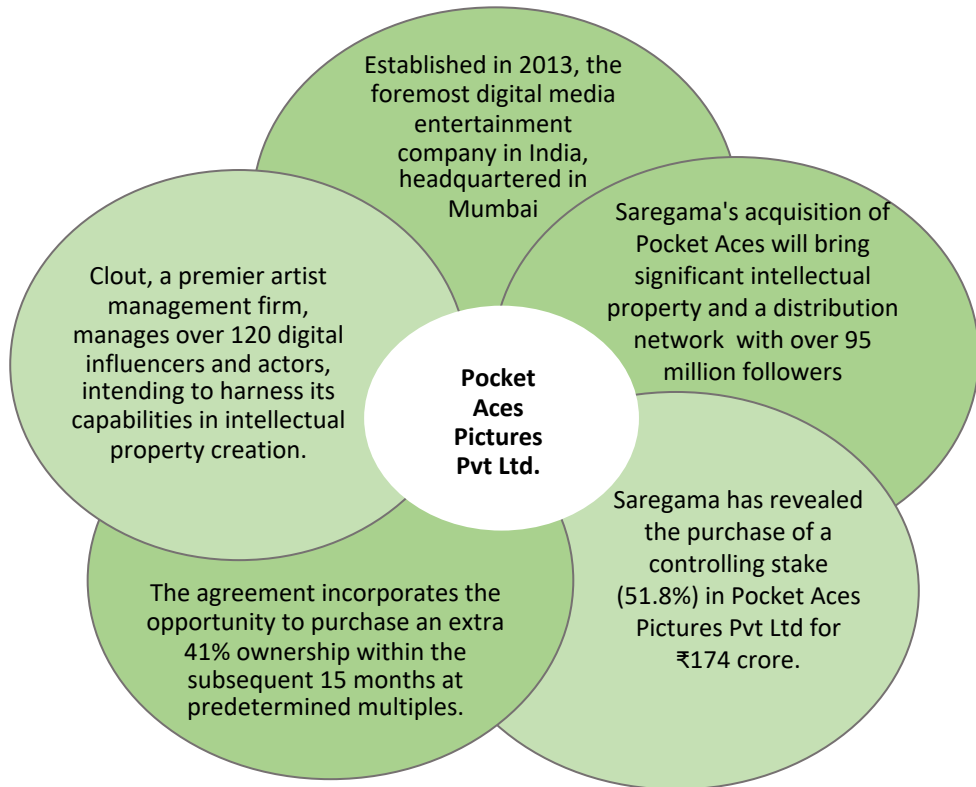 Established in 2013, the
foremost digital media
entertainment
company in India,
headquartered in
Mumbai
Saregama's acquisition of
Pocket Aces will bring
significant intellectual
property and a distribution
network with over 95
million followers
Saregama has revealed
the purchase of a
controlling stake
(51.8%) in Pocket Aces
Pictures Pvt Ltd for
₹174 crore.
The agreement incorporates the
opportunity to purchase an extra
41% ownership within the
subsequent 15 months at
predetermined multiples.
Clout, a premier artist
management firm,
manages over 120 digital
influencers and actors,
intending to harness its
capabilities in intellectual
property creation.
Pocket
Aces
Pictures
Pvt Ltd.